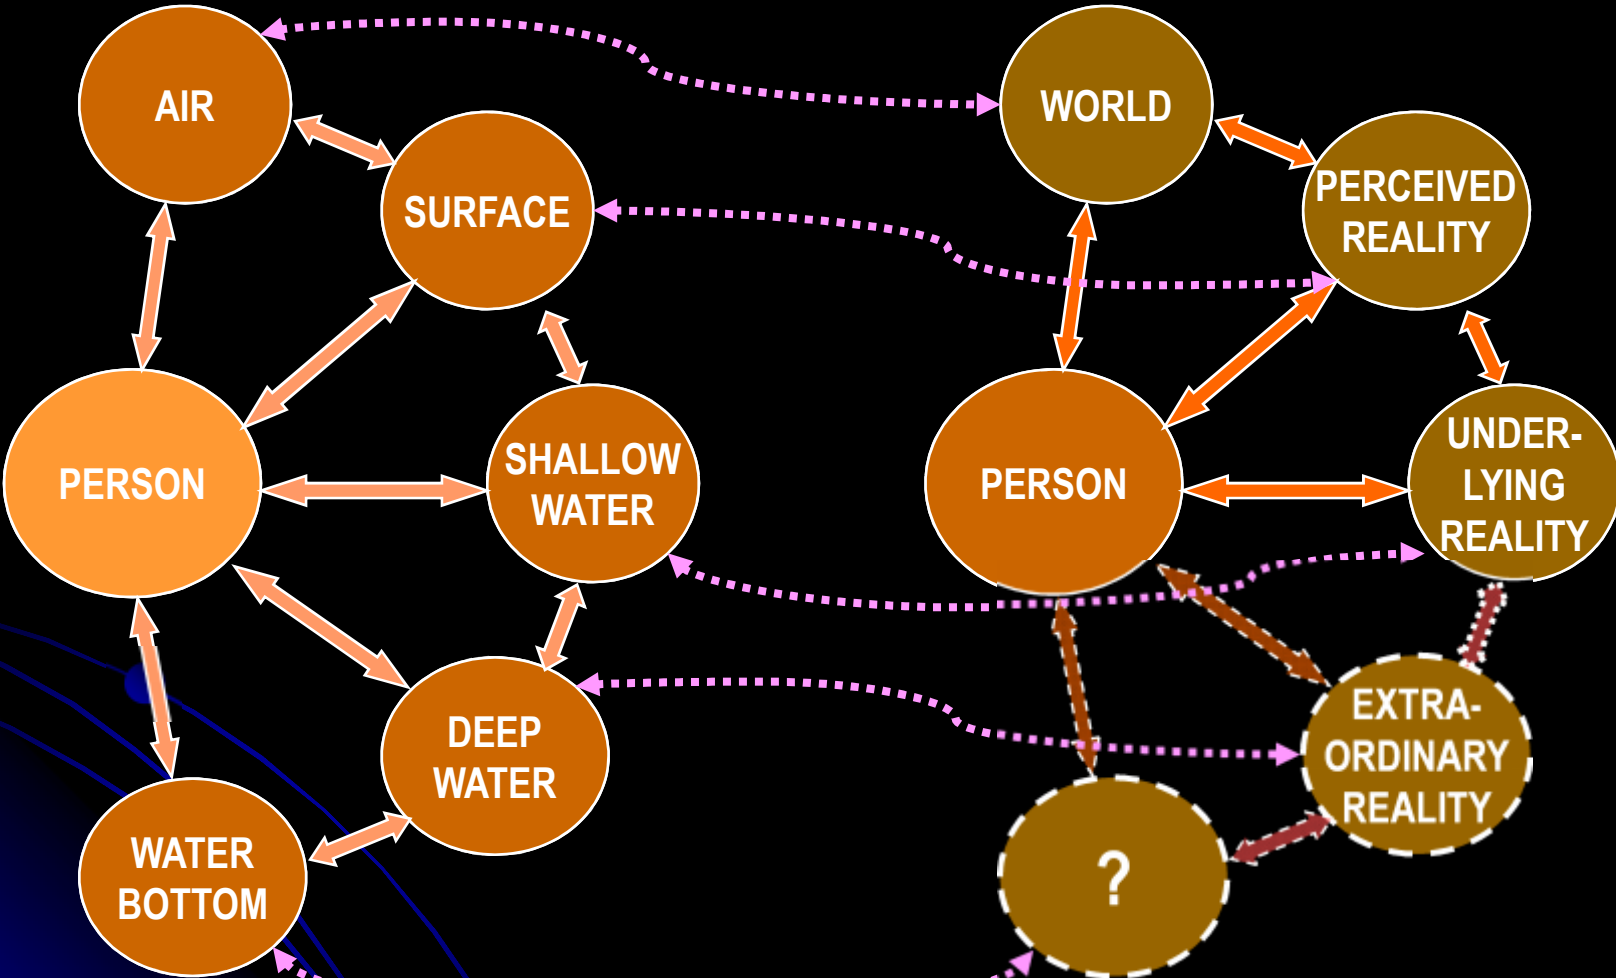 AIR
SURFACE
PERSON
SHALLOW
WATER
DEEP
WATER
WATER
BOTTOM
WORLD
PERCEIVED
REALITY
PERSON
UNDER-
LYING
REALITY
EXTRA-
ORDINARY
REALITY
?